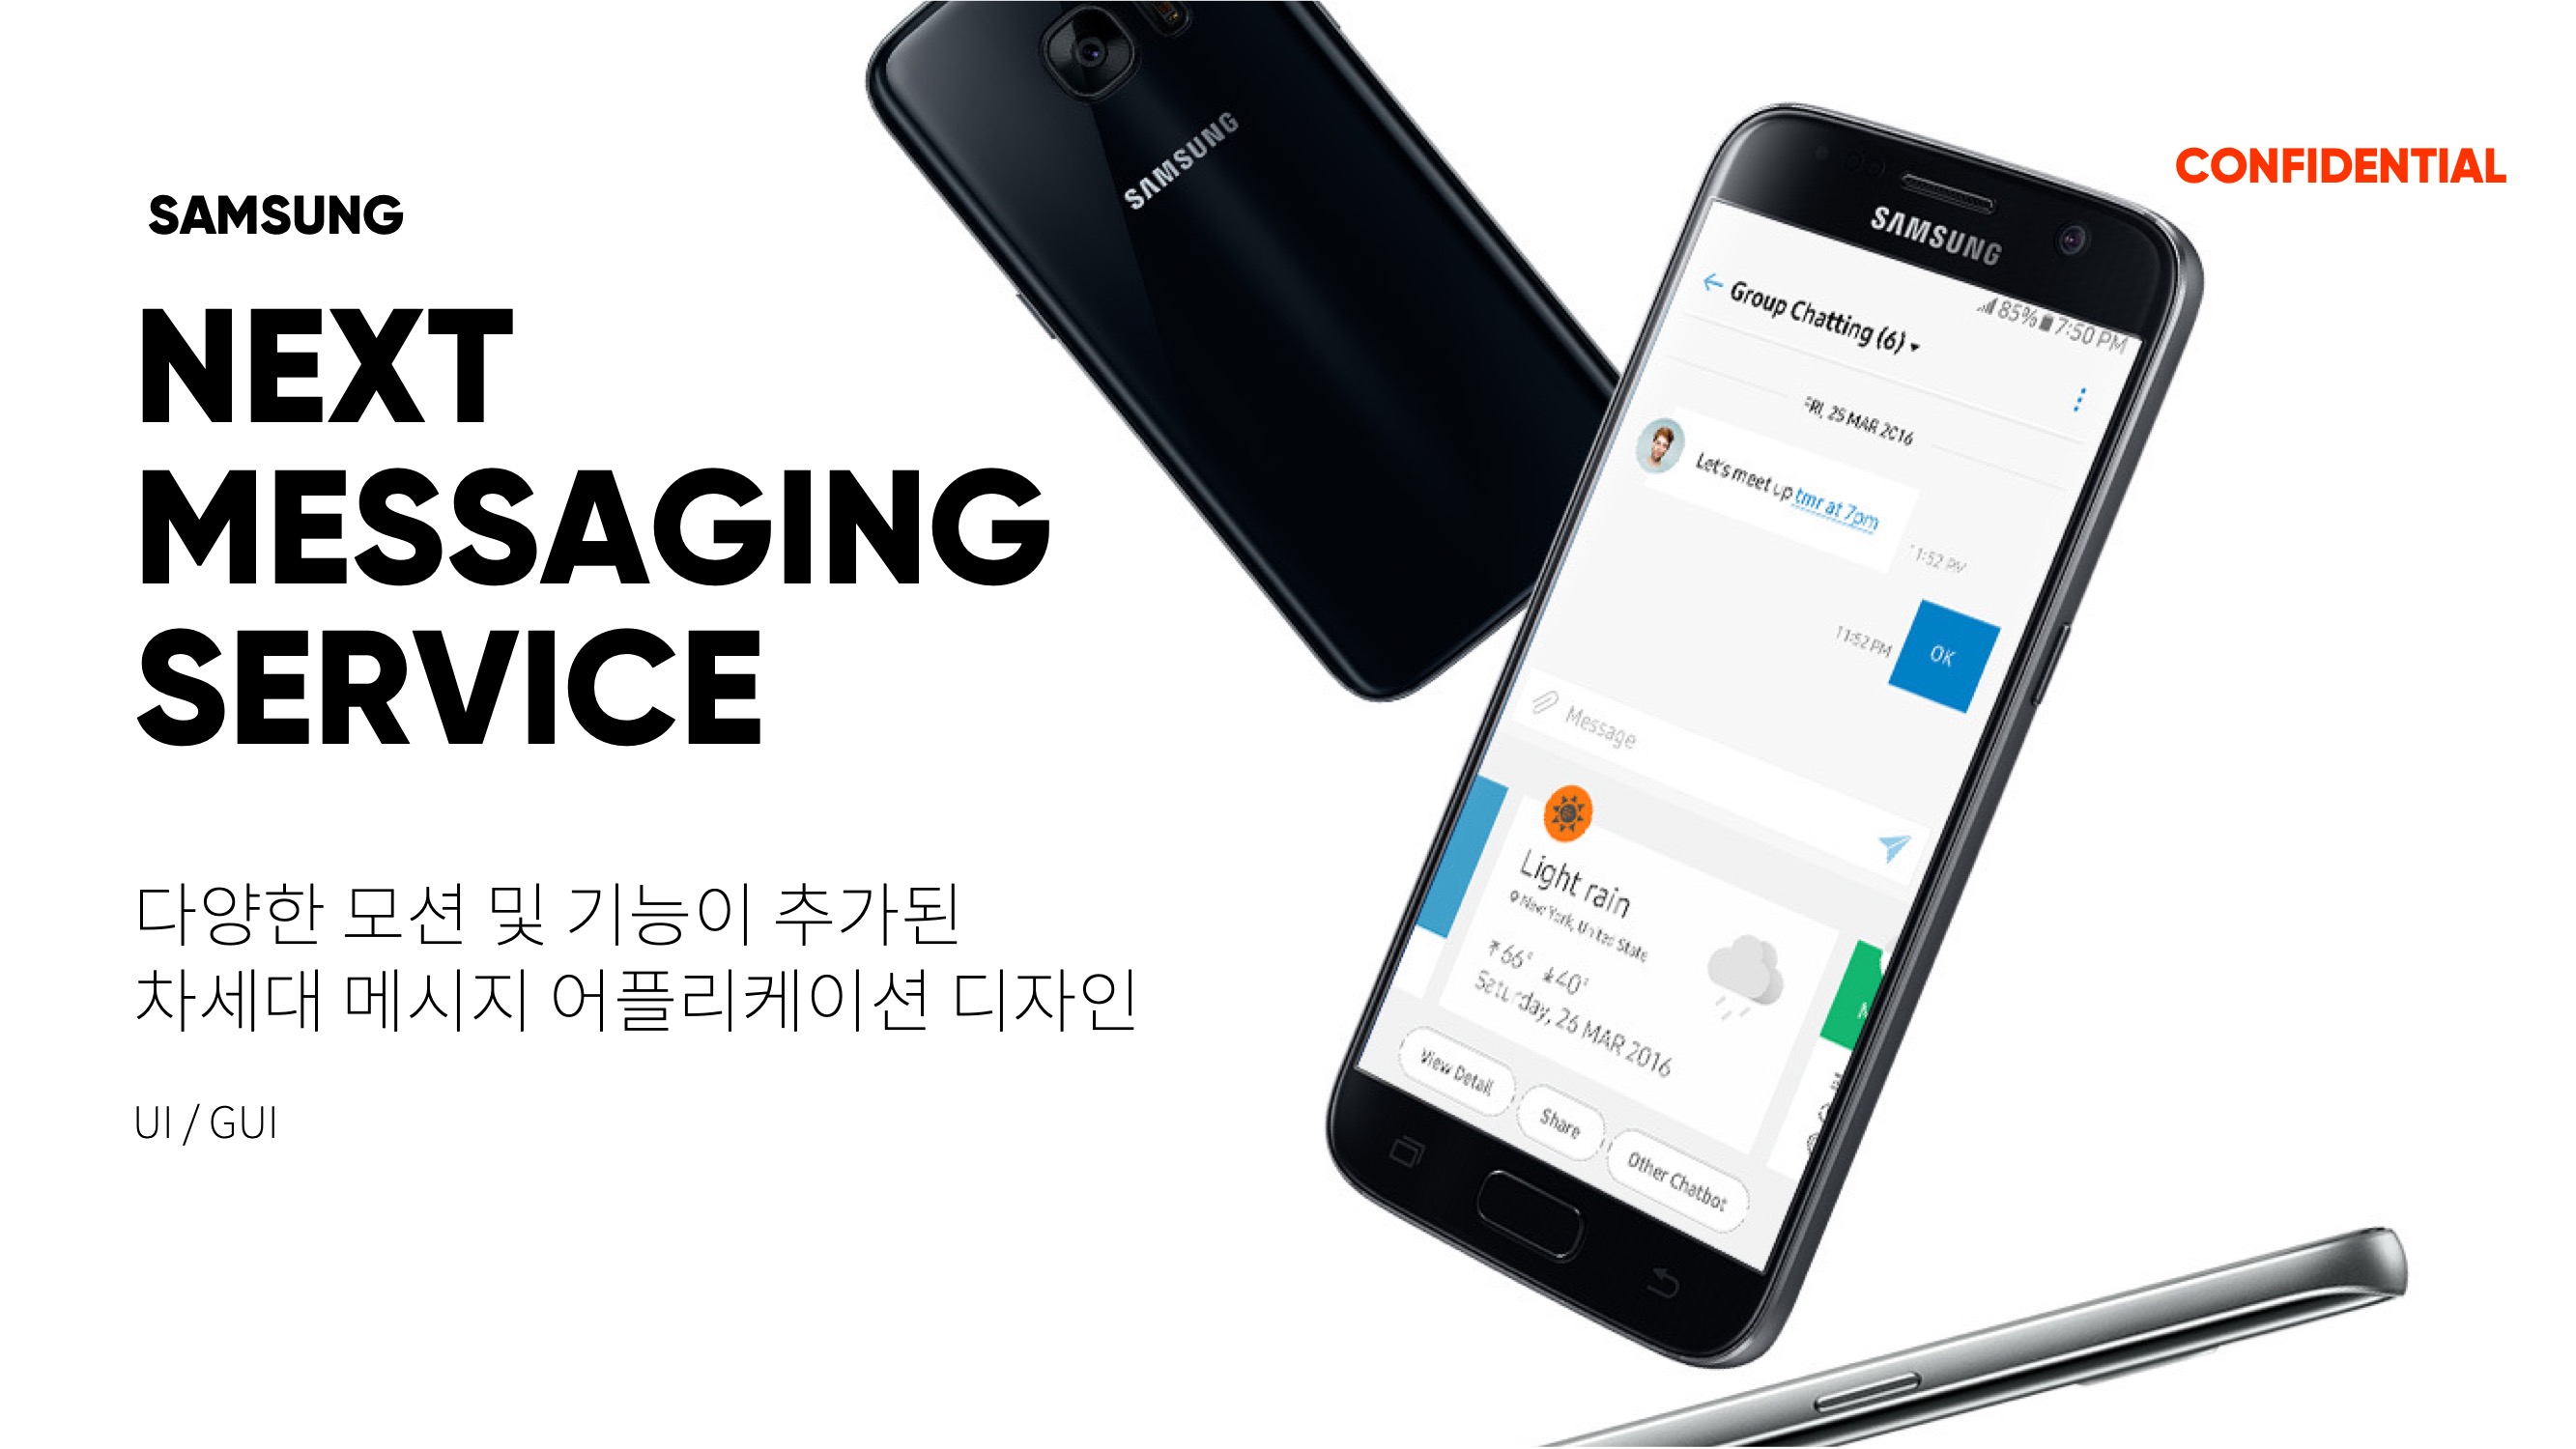 SAMSUNG
CONFIDENTIAL
SAMSUNG
NEXT
MESSAGING
SERVICE
다양한 모션 및 기능이 추가된
차세대 메시지 어플리케이션 디자인
UI / GUI
SAMSUNG
85% 7:50 PM
Group Chatting (6)
FRI, 25 MAR 2016
Let's meet up tmr at 7pm
11:52 PM
11:52 PM
OK
Message
Light rain
New York, United State
66° 40°
Saturday, 26 MAR 2016
N
View Detail
Share
Other Chatbot